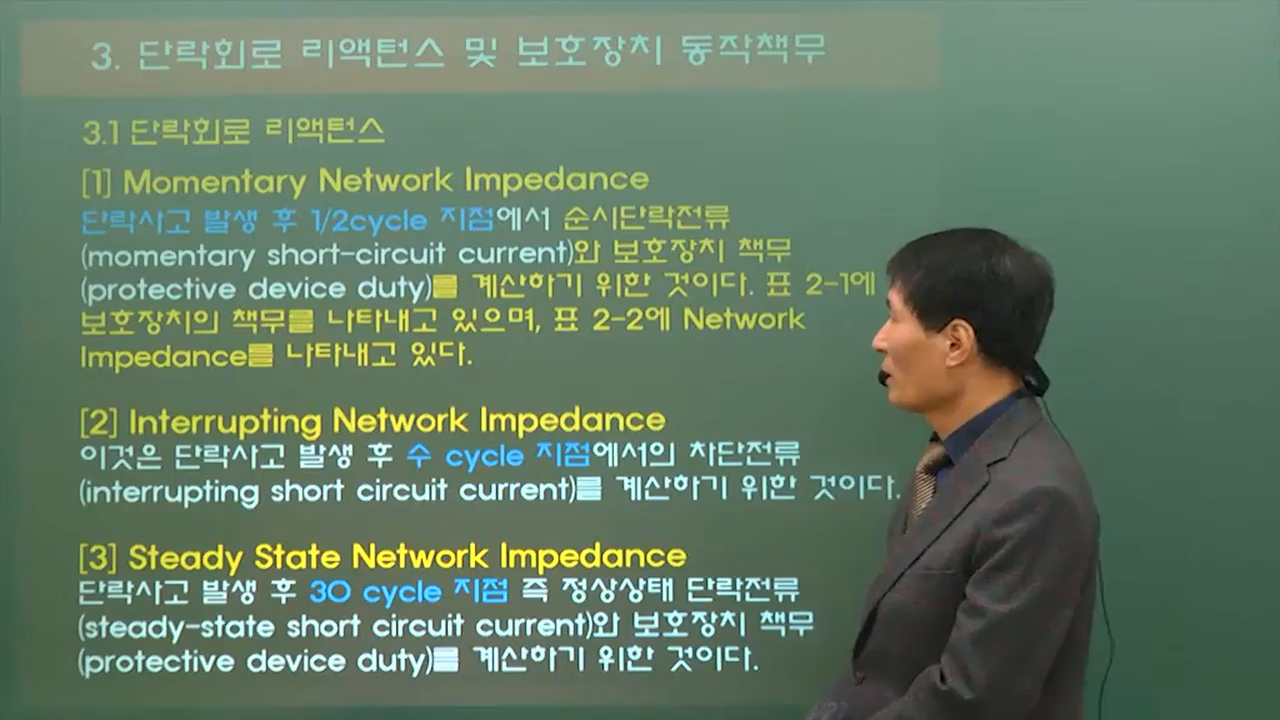 3. 단락회로 리액턴스 및 보호장치 동작책무
3.1 단락회로 리액턴스
[1] Momentary Network Impedance
단락사고 발생 후 1/2cycle 지점에서 순시단락전류
(momentary short-circuit current)와 보호장치 책무
(protective device duty)를 계산하기 위한 것이다. 표 2-1에
보호장치의 책무를 나타내고 있으며, 표 2-2에 Network
Impedance를 나타내고 있다.
[2] Interrupting Network Impedance
이것은 단락사고 발생 후 수 cycle 지점에서의 차단전류
(interrupting short circuit current)를 계산하기 위한 것이다.
[3] Steady State Network Impedance
단락사고 발생 후 30 cycle 지점 즉 정상상태 단락전류
(steady-state short circuit current)와 보호장치 책무
(protective device duty)를 계산하기 위한 것이다.